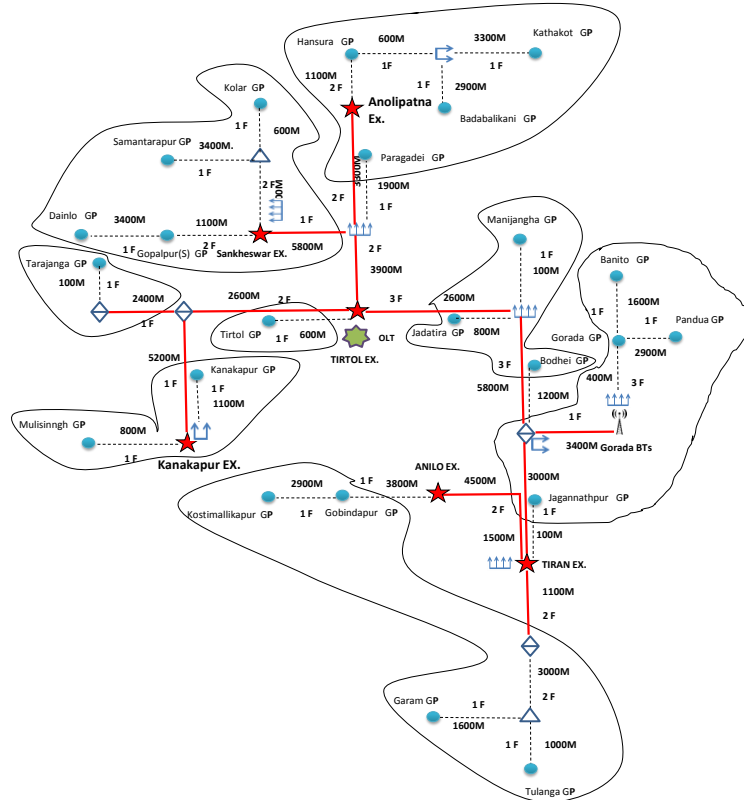 Hansura GP
600M
3300M
Kathakot GP
1F
1F
1100M
2 F
1 F
2900M
Anolipatna
Ex.
Badabalikani GP
Kolar GP
1 F
600M
Samantarapur GP
3400M.
1 F
2 F
Paragadei GP
1900M
1 F
3300M
2 F
Dainlo GP
3400M
1100M
1 F
1 F
Gopalpur(S) GP
2 F
Sankheswar EX.
5800M
2 F
3900M
Manijangha GP
1 F
100M
Banito GP
1600M
1 F
1 F
Pandua GP
Gorada GP
2900M
400M
3 F
Tarajanga GP
100M
1 F
2400M
1 F
2600M
2 F
3 F
2600M
Tirtol GP
1 F
600M
OLT
TIRTOL EX.
Jadatira GP
800M
3 F
5800M
Bodhei GP
1200M
5200M
1 F
Kanakapur GP
1 F
1100M
Mulisinngh GP
800M
1 F
Kanakapur EX.
1 F
3400M
Gorada BTs
ANILO EX.
3000M
2900M
1 F
3800M
4500M
Kostimallikapur GP
1 F
Gobindapur GP
2 F
Jagannathpur GP
1 F
100M
1500M
TIRAN EX.
1100M
2 F
3000M
2 F
Garam GP
1 F
1600M
1 F
1000M
Tulanga GP